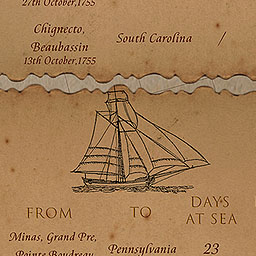 27th October,1755
Chignecto,
Beaubassin
South Carolina /
13th October,1755
FROM TO DAYS
AT SEA
Minas, Grand Pre,
Pennsylvania 23
Pointe Boudreau